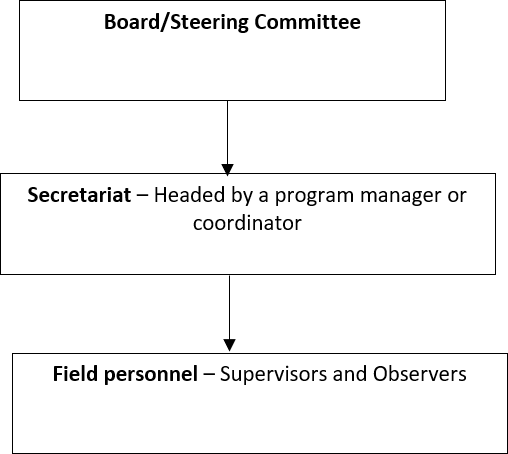 Board/Steering Committee
Secretariat – Headed by a program manager or
coordinator
Field personnel – Supervisors and Observers